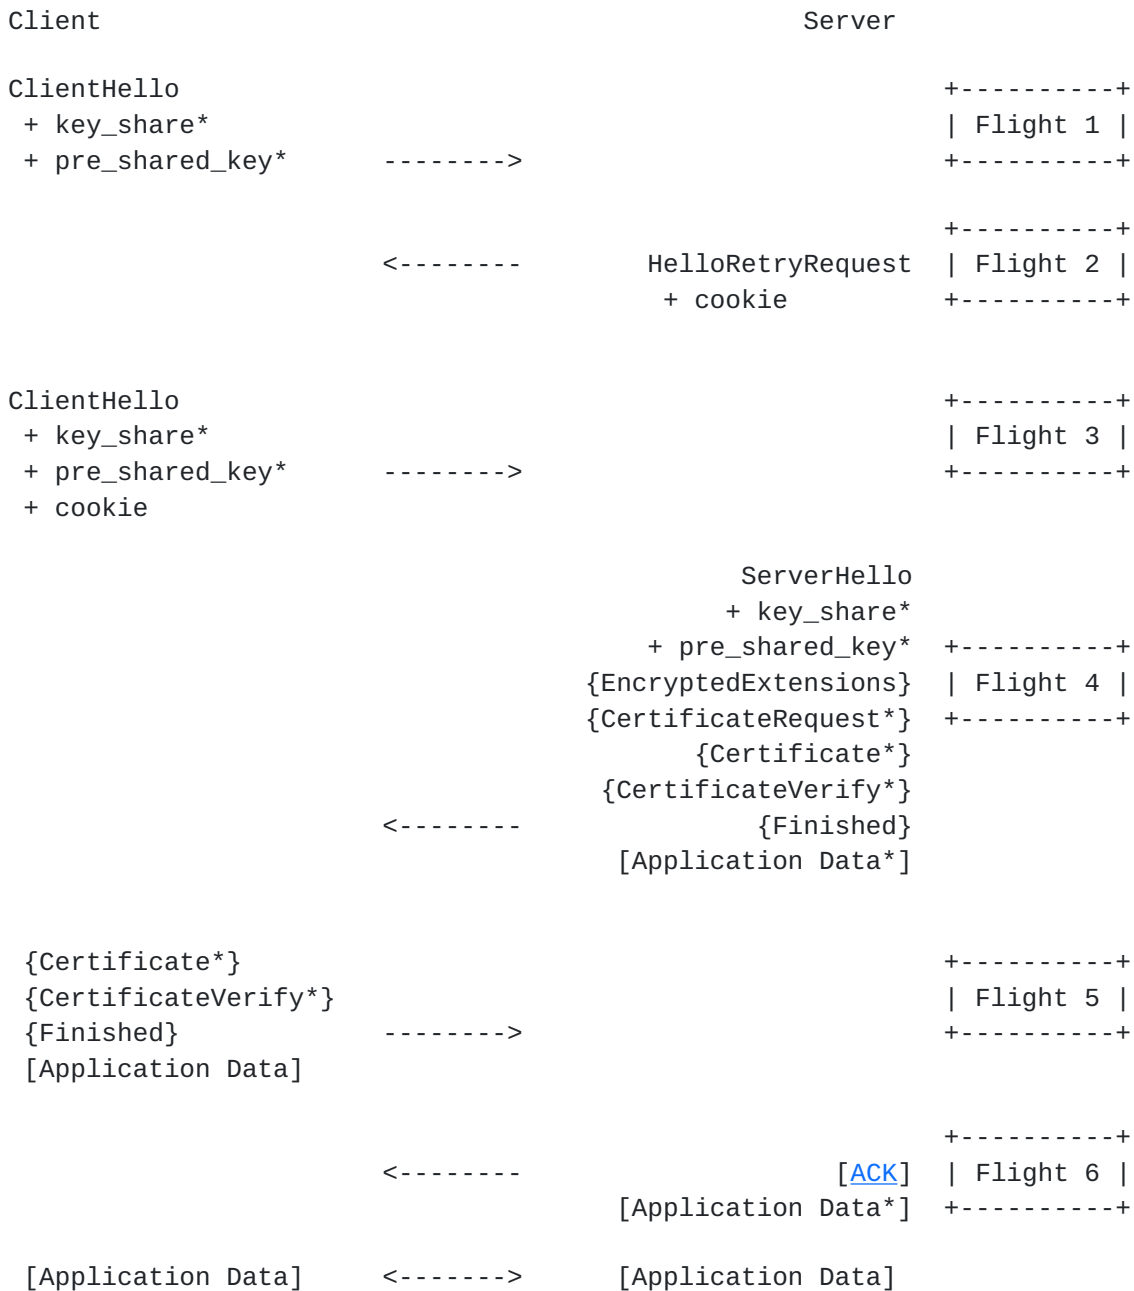 Client                                             Server

ClientHello                                                 +----------+
 + key_share*                                               | Flight 1 |
 + pre_shared_key*      -------->                           +----------+

                                                            +----------+
                        <--------        HelloRetryRequest  | Flight 2 |
                                          + cookie          +----------+

ClientHello                                                 +----------+
 + key_share*                                               | Flight 3 |
 + pre_shared_key*      -------->                           +----------+
 + cookie

                                               ServerHello
                                              + key_share*
                                         + pre_shared_key*  +----------+
                                     {EncryptedExtensions}  | Flight 4 |
                                     {CertificateRequest*}  +----------+
                                            {Certificate*}
                                      {CertificateVerify*}
                        <--------               {Finished}
                                       [Application Data*]

 {Certificate*}                                             +----------+
 {CertificateVerify*}                                       | Flight 5 |
 {Finished}             -------->                           +----------+
 [Application Data]

                                                            +----------+
                        <--------                    [ACK]  | Flight 6 |
                                       [Application Data*]  +----------+

 [Application Data]     <------->      [Application Data]